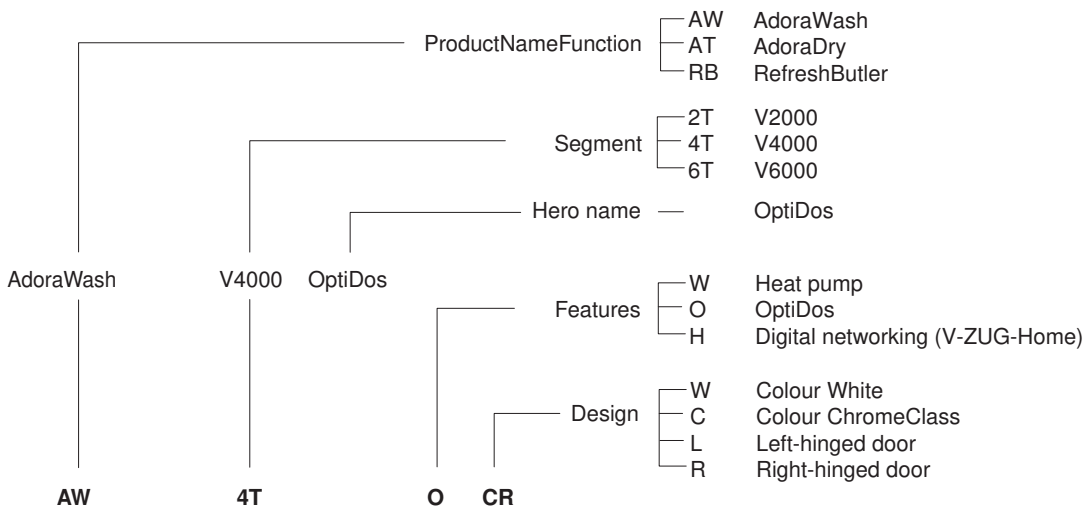 AW AdoraWash
ProductNameFunction AT AdoraDry
RB RefreshButler
2T V2000
Segment 4T V4000
6T V6000
Hero name — OptiDos
AdoraWash V4000 OptiDos
W Heat pump
Features O OptiDos
H Digital networking (V-ZUG-Home)
W Colour White
Design C Colour ChromeClass
L Left-hinged door
R Right-hinged door
AW 4T O CR